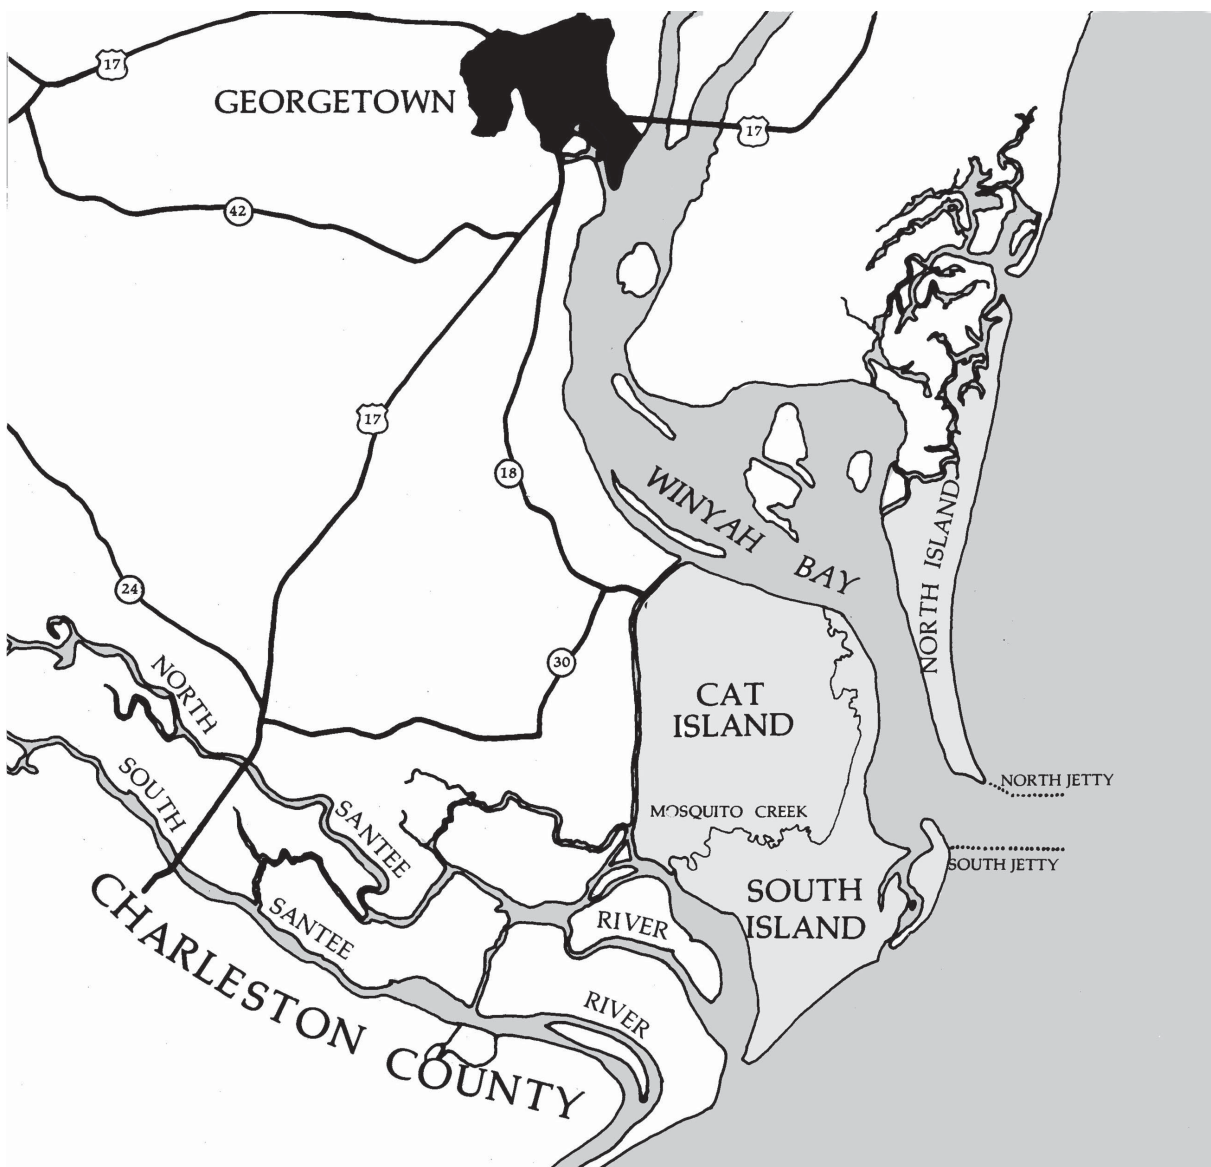 17
GEORGETOWN
17
42
17
18
WINYAH
BAY
NORTH ISLAND
24
NORTH
30
CAT
ISLAND
SOUTH
NORTH JETTY
SANTEE
MOSQUITO CREEK
SOUTH JETTY
SOUTH
ISLAND
SANTEE
RIVER
RIVER
CHARLESTON COUNTY